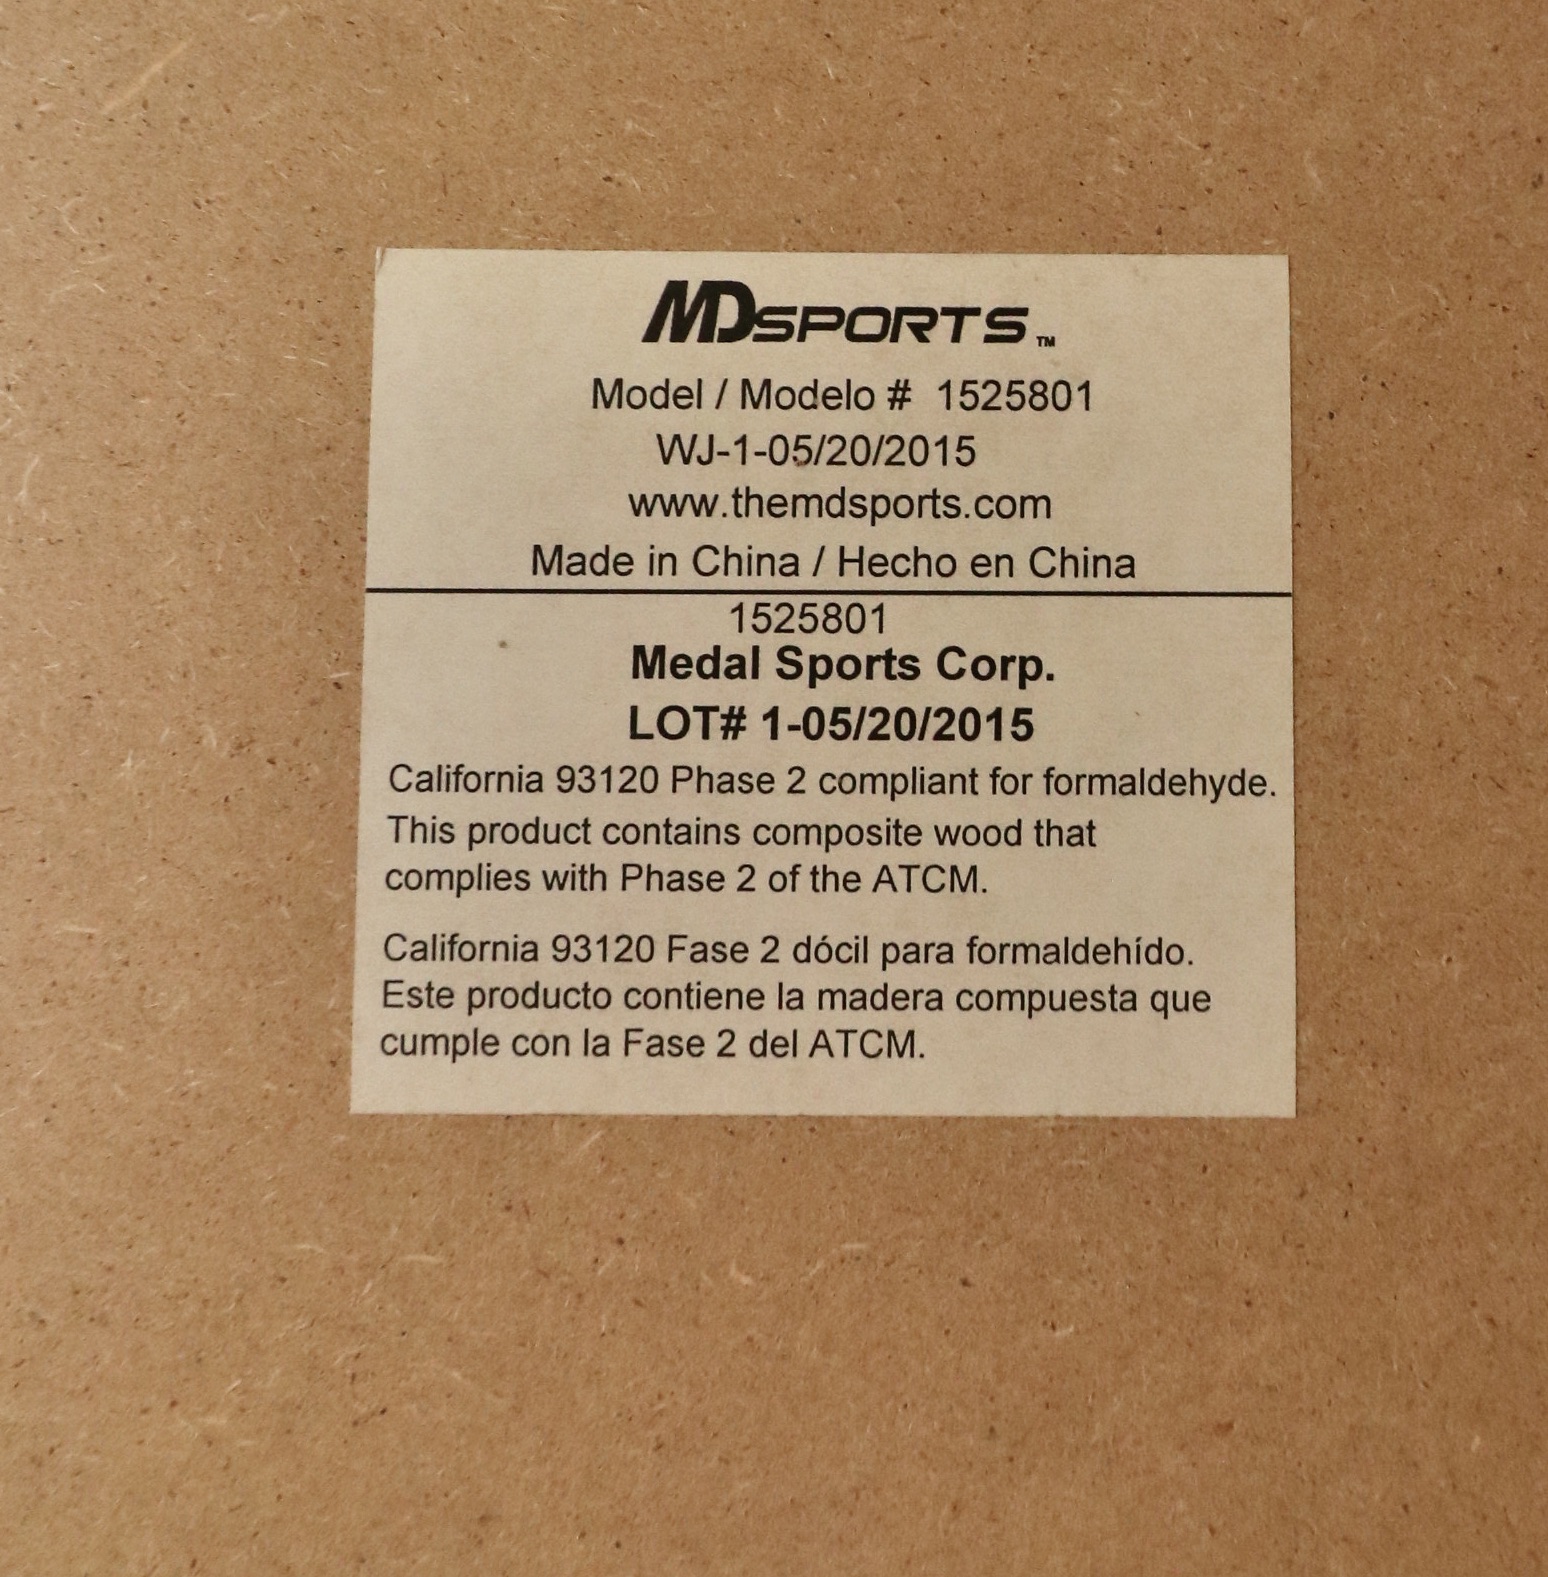 MDSPORTS™
Model / Modelo # 1525801
WJ-1-05/20/2015
www.themdsports.com
Made in China / Hecho en China
1525801
Medal Sports Corp.
LOT# 1-05/20/2015
California 93120 Phase 2 compliant for formaldehyde.
This product contains composite wood that
complies with Phase 2 of the ATCM.
California 93120 Fase 2 dócil para formaldehído.
Este producto contiene la madera compuesta que
cumple con la Fase 2 del ATCM.